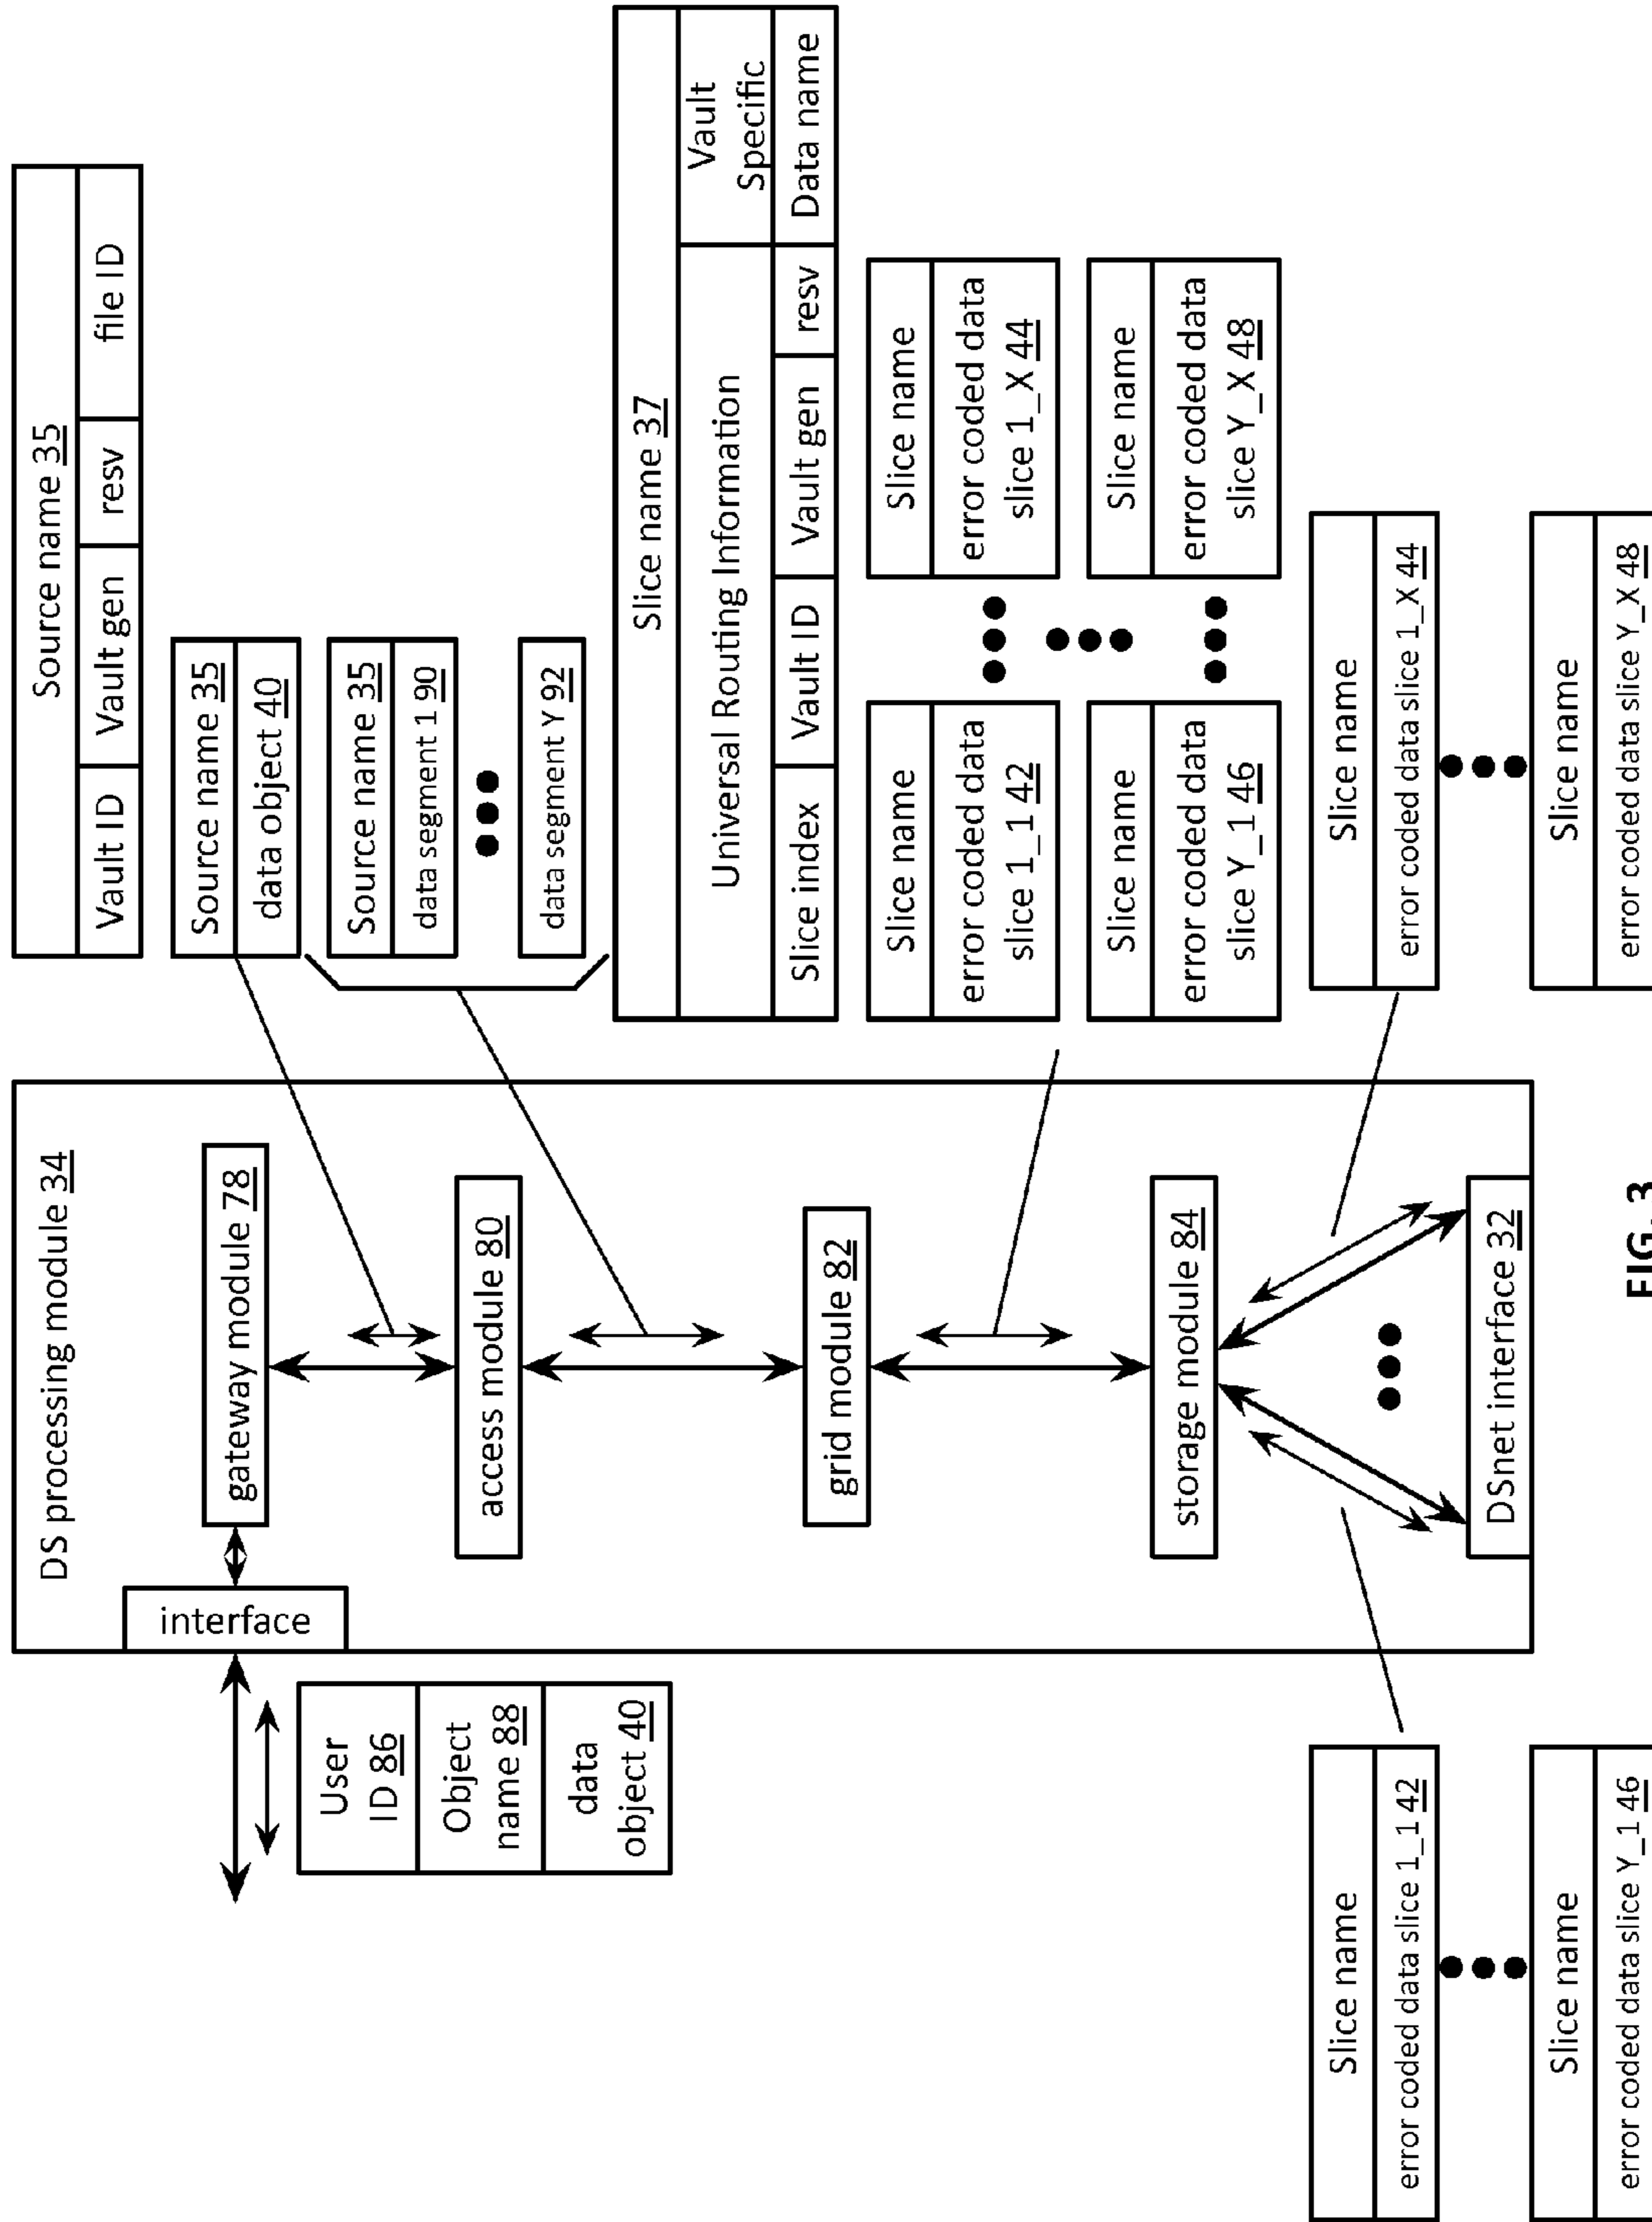 DS processing module 34
interface
gateway module 78
access module 80
grid module 82
storage module 84
DSnet interface 32
User
ID 86
Object
name 88
data
object 40
Source name 35
Vault ID
Vault gen
resv
file ID
Source name 35
data object 40
Source name 35
data segment 1 90
data segment Y 92
Slice name 37
Universal Routing Information
Vault
Specific
Slice index
Vault ID
Vault gen
resv
Data name
Slice name
error coded data
slice 1_1 42
Slice name
error coded data
slice 1_X 44
Slice name
error coded data
slice Y_1 46
Slice name
error coded data
slice Y_X 48
Slice name
error coded data slice 1_1 42
Slice name
error coded data slice Y_1 46
Slice name
error coded data slice 1_X 44
Slice name
error coded data slice Y_X 48
FIG. 3